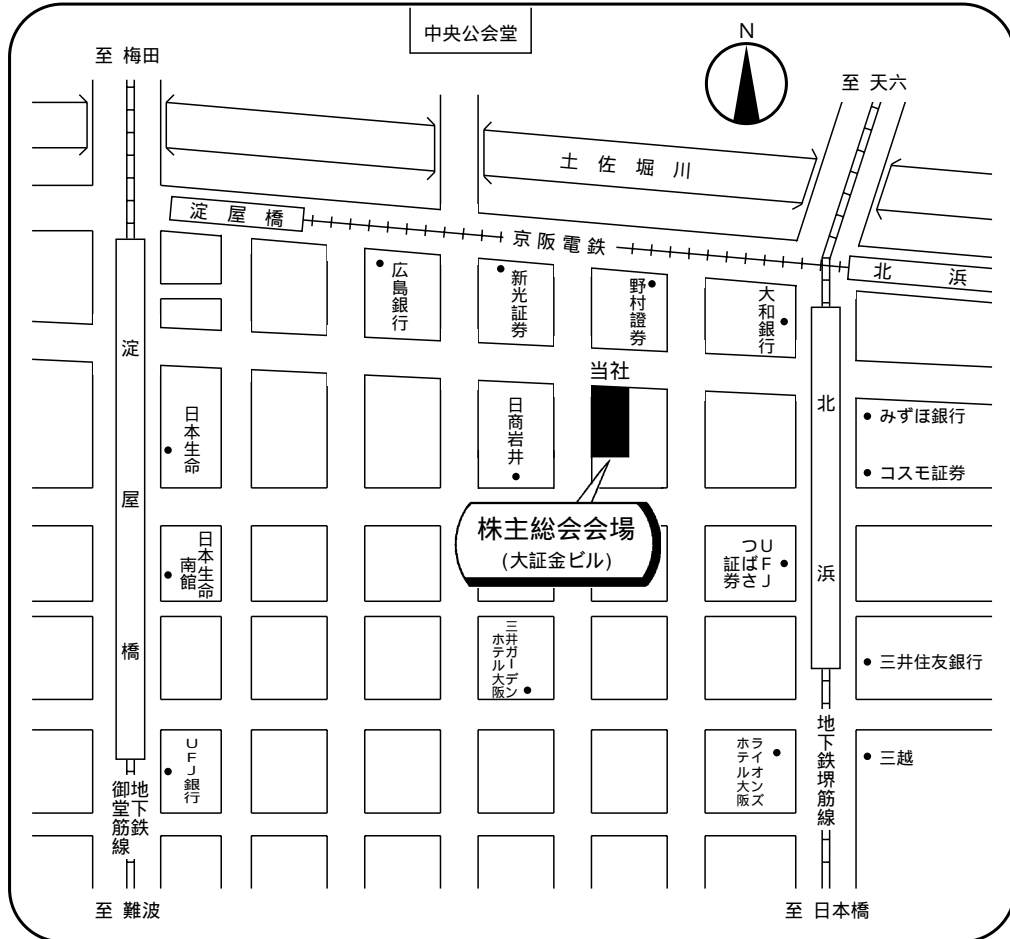 中央公会堂
N
至 梅田
至 天六
土佐堀川
淀屋橋
京阪電鉄
北浜
広島銀行
新光証券
野村證券
大和銀行
当社
淀屋橋
日本生命
日商岩井
北浜
みずほ銀行
コスモ証券
株主総会会場
(大証金ビル)
日本生命
南館
UFJ
つばさ
証券
三井ガーデン
ホテル大阪
三井住友銀行
UFJ銀行
ライオンズ
ホテル大阪
三越
地下鉄
御堂筋線
地下鉄堺筋線
至 難波
至 日本橋